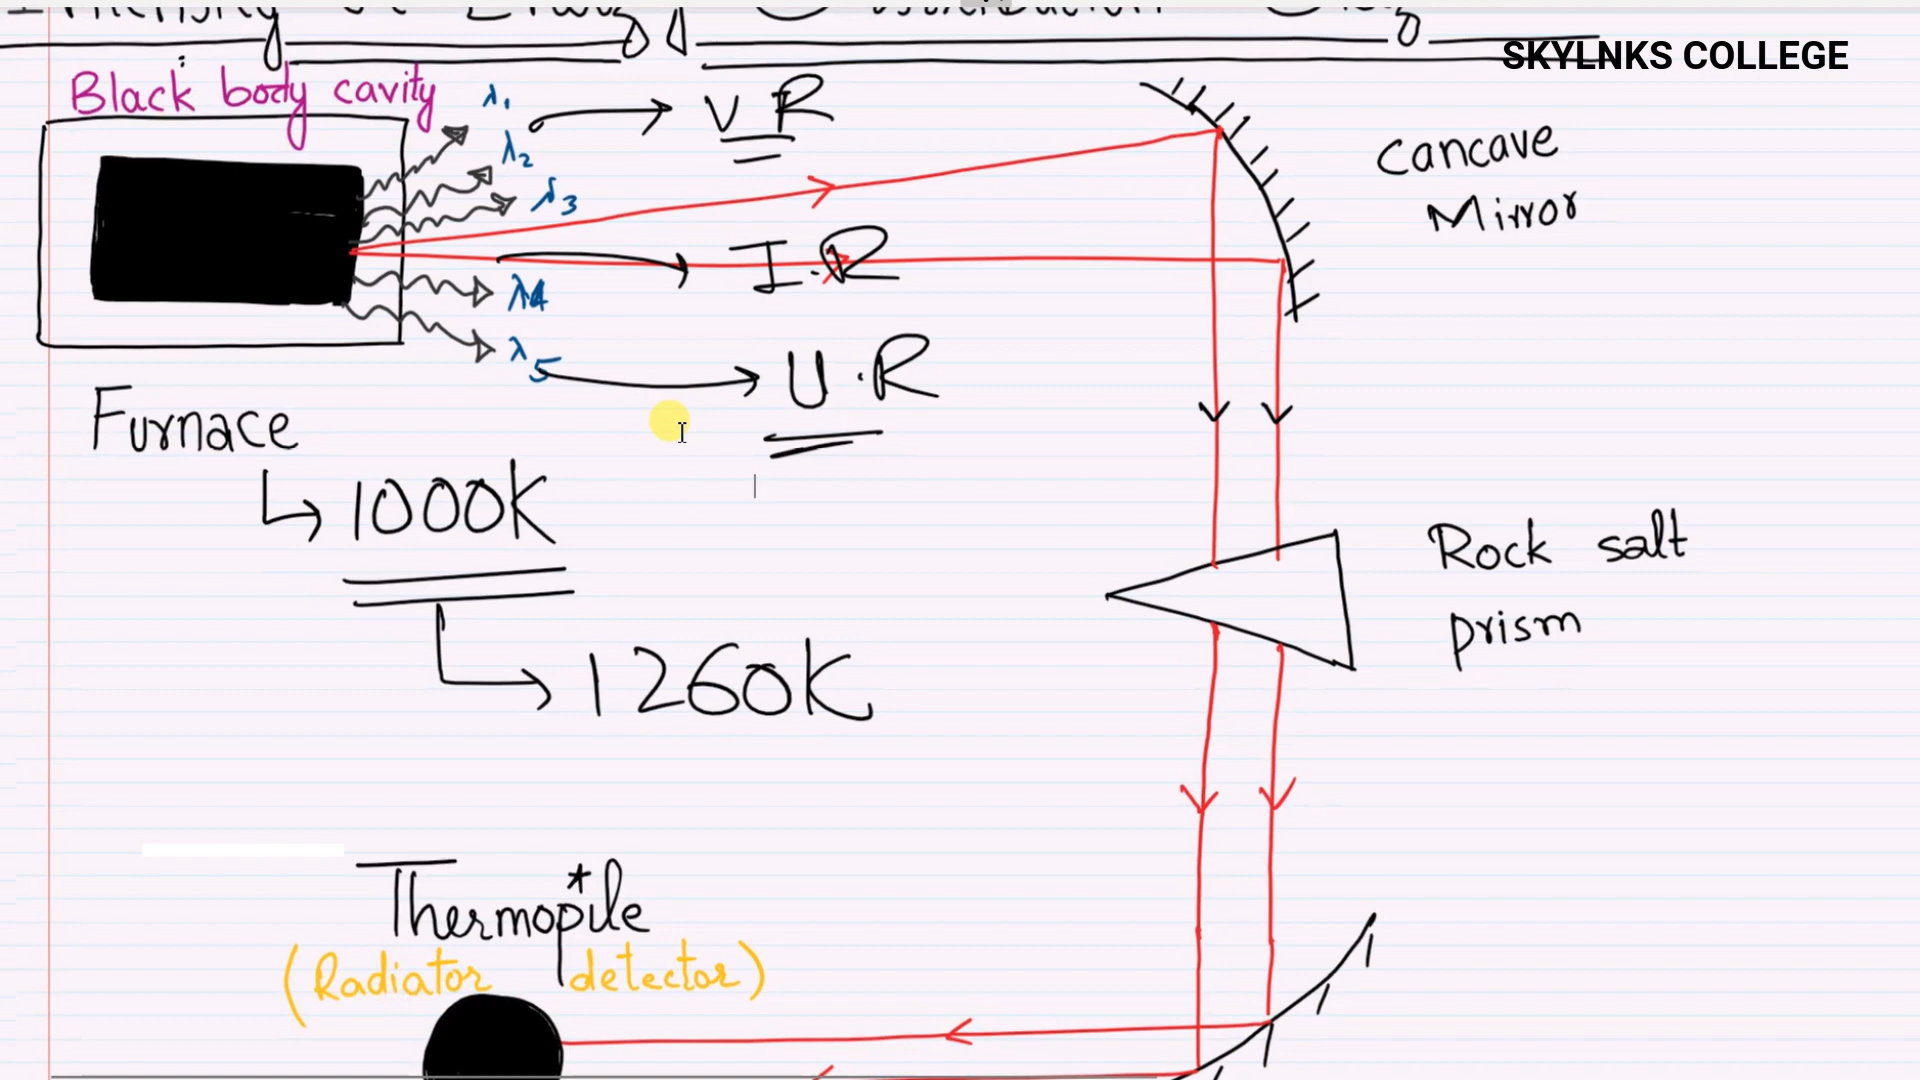 SKYLNKS COLLEGE
Black body cavity
λ1
V R
λ2
λ3
Cancave
Mirror
I.R
λ4
λ5
U.R
Furnace
1000K
Rock salt
prism
1260K
Thermopile
(Radiator detector)